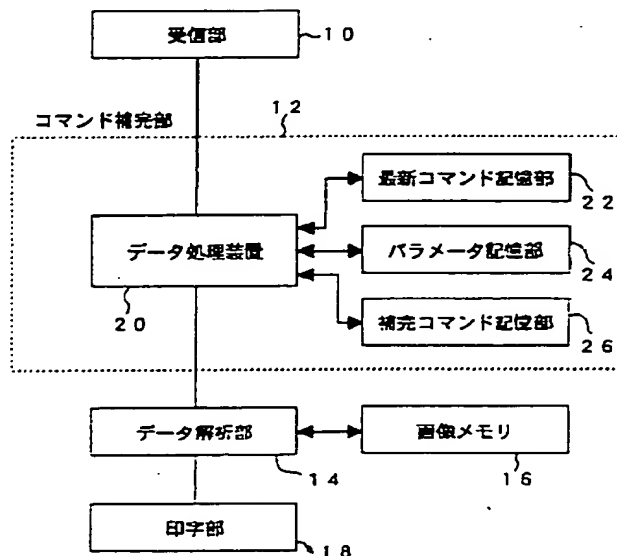 受信部
10
コマンド補完部
12
最新コマンド記憶部
22
データ処理装置
パラメータ記憶部
20
24
補完コマンド記憶部
26
データ解析部
画像メモリ
14
16
印字部
18